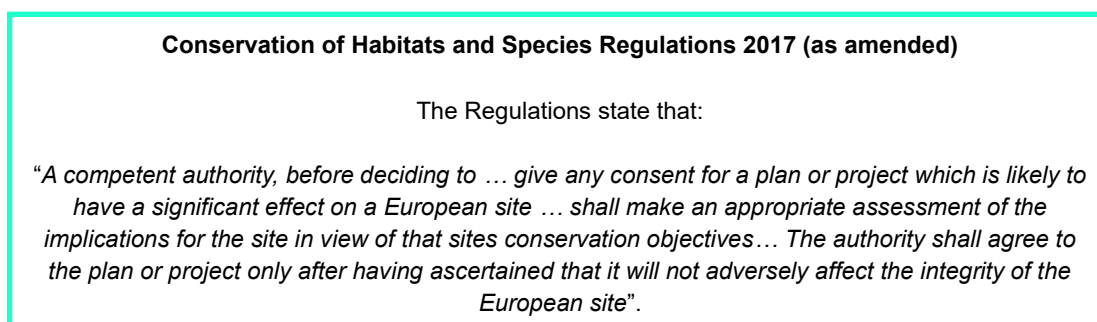 Conservation of Habitats and Species Regulations 2017 (as amended)
The Regulations state that:
“A competent authority, before deciding to … give any consent for a plan or project which is likely to
have a significant effect on a European site … shall make an appropriate assessment of the
implications for the site in view of that sites conservation objectives… The authority shall agree to
the plan or project only after having ascertained that it will not adversely affect the integrity of the
European site”.